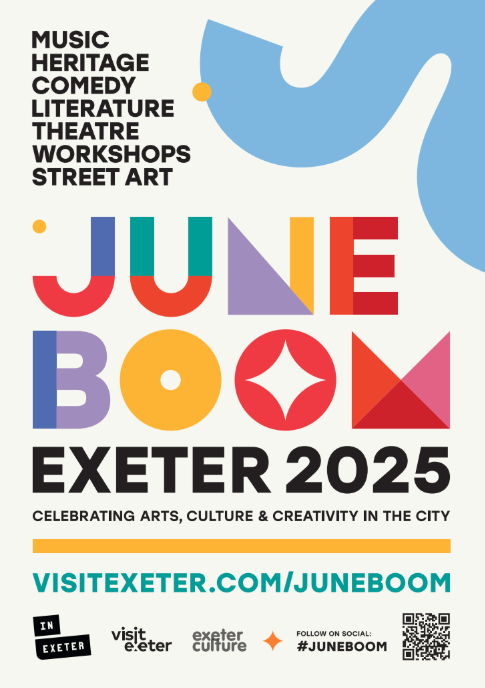 MUSIC
HERITAGE
COMEDY
LITERATURE
THEATRE
WORKSHOPS
STREET ART
JUNE
BOOM
EXETER 2025
CELEBRATING ARTS, CULTURE & CREATIVITY IN THE CITY
VISITEXETER.COM/JUNEBOOM
IN
EXETER
visit
exeter
exeter
culture
FOLLOW ON SOCIAL:
#JUNEBOOM